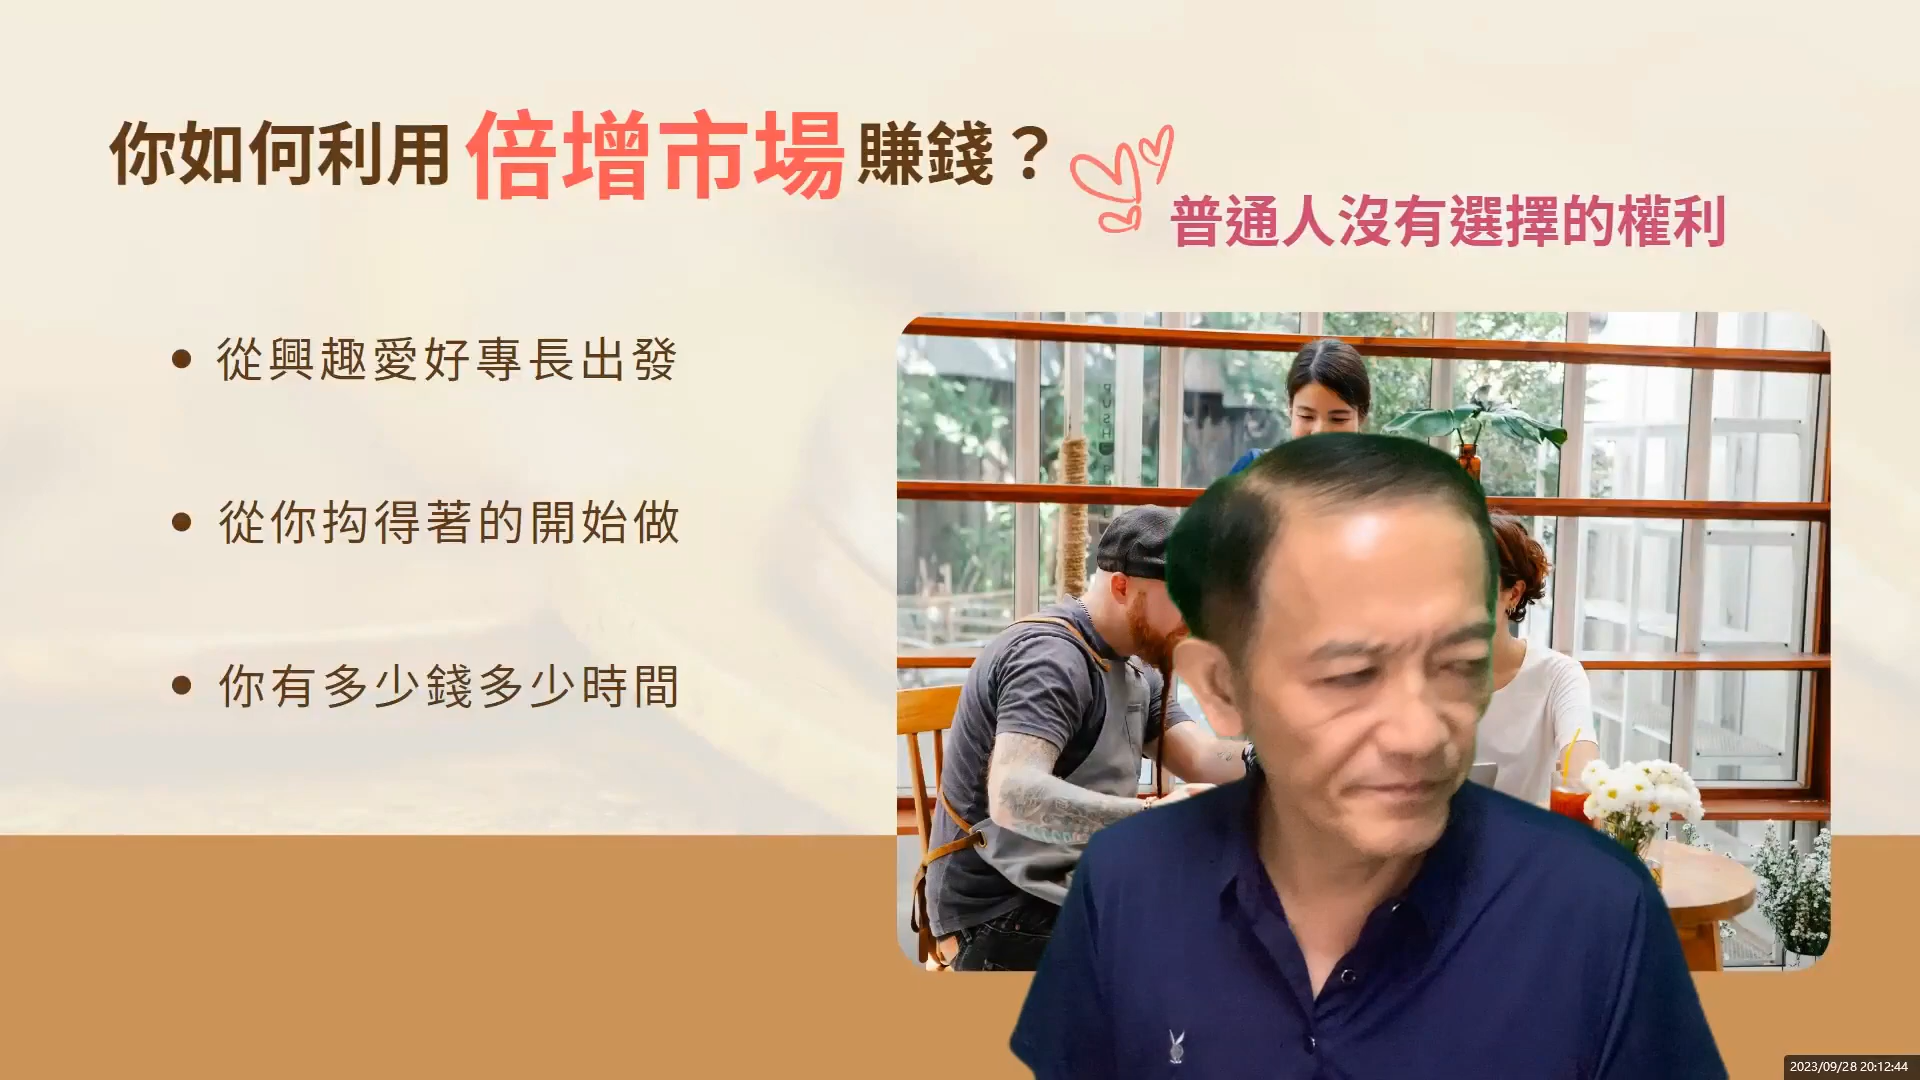 你如何利用倍增市場賺錢？
普通人沒有選擇的權利
從興趣愛好專長出發
從你抅得著的開始做
你有多少錢多少時間
PUSH
2023/09/28 20:12:44